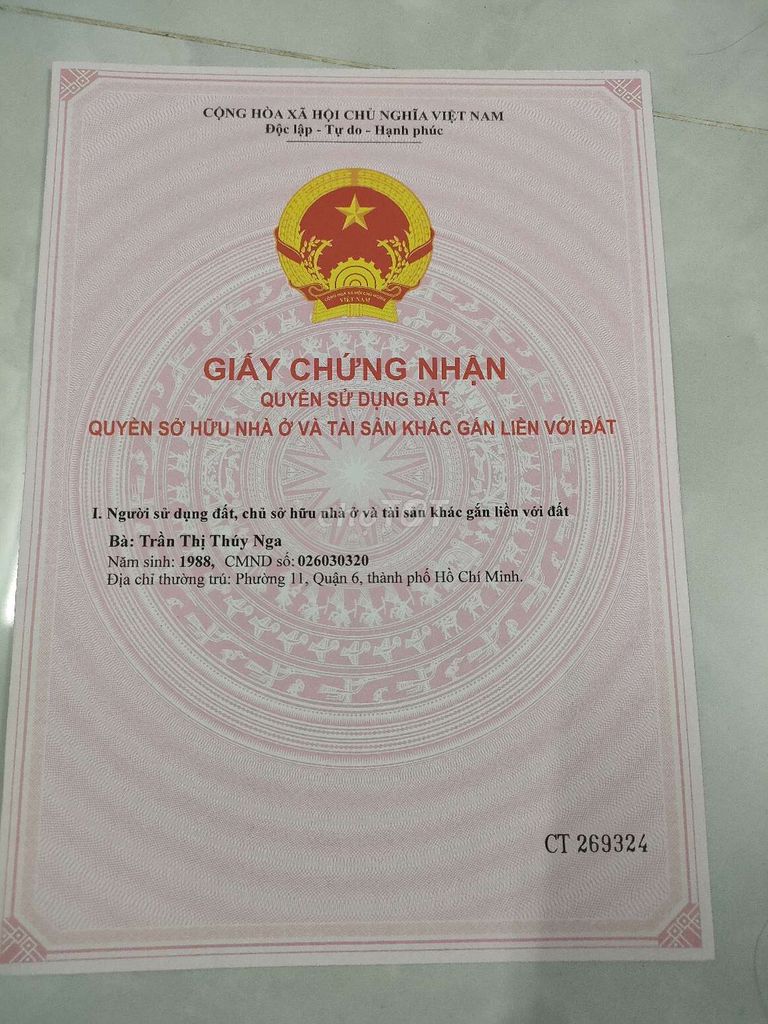 CỘNG HÒA XÃ HỘI CHỦ NGHĨA VIỆT NAM
Độc lập - Tự do - Hạnh phúc
CỘNG HÒA XÃ HỘI CHỦ NGHĨA
VIỆT NAM
GIẤY CHỨNG NHẬN
QUYỀN SỬ DỤNG ĐẤT
QUYỀN SỞ HỮU NHÀ Ở VÀ TÀI SẢN KHÁC GẮN LIỀN VỚI ĐẤT
I. Người sử dụng đất, chủ sở hữu nhà ở và tài sản khác gắn liền với đất
chợTỐT
Bà: Trần Thị Thúy Nga
Năm sinh: 1988, CMND số: 026030320
Địa chỉ thường trú: Phường 11, Quận 6, thành phố Hồ Chí Minh.
CT 269324